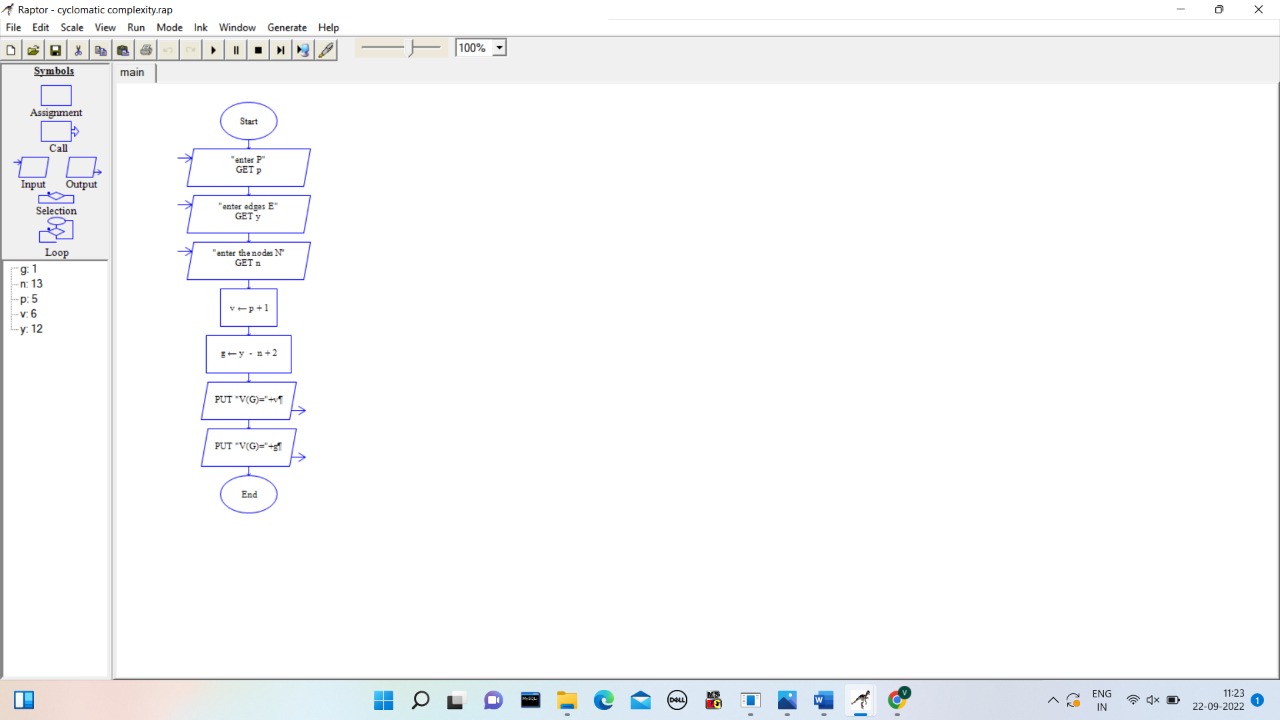 Raptor - cyclomatic complexity.rap
File Edit Scale View Run Mode Ink Window Generate Help
100%
Symbols
main
Assignment
Call
Input Output
Selection
Loop
g: 1
n: 13
p: 5
v: 6
y: 12
Start
"enter P"
GET p
"enter edges E"
GET y
"enter the nodes N"
GET n
v ← p + 1
g ← y - n + 2
PUT "V(G)="+v¶
PUT "V(G)="+g¶
End
DELL
V
ENG
IN
11:23
22-09-2022
1